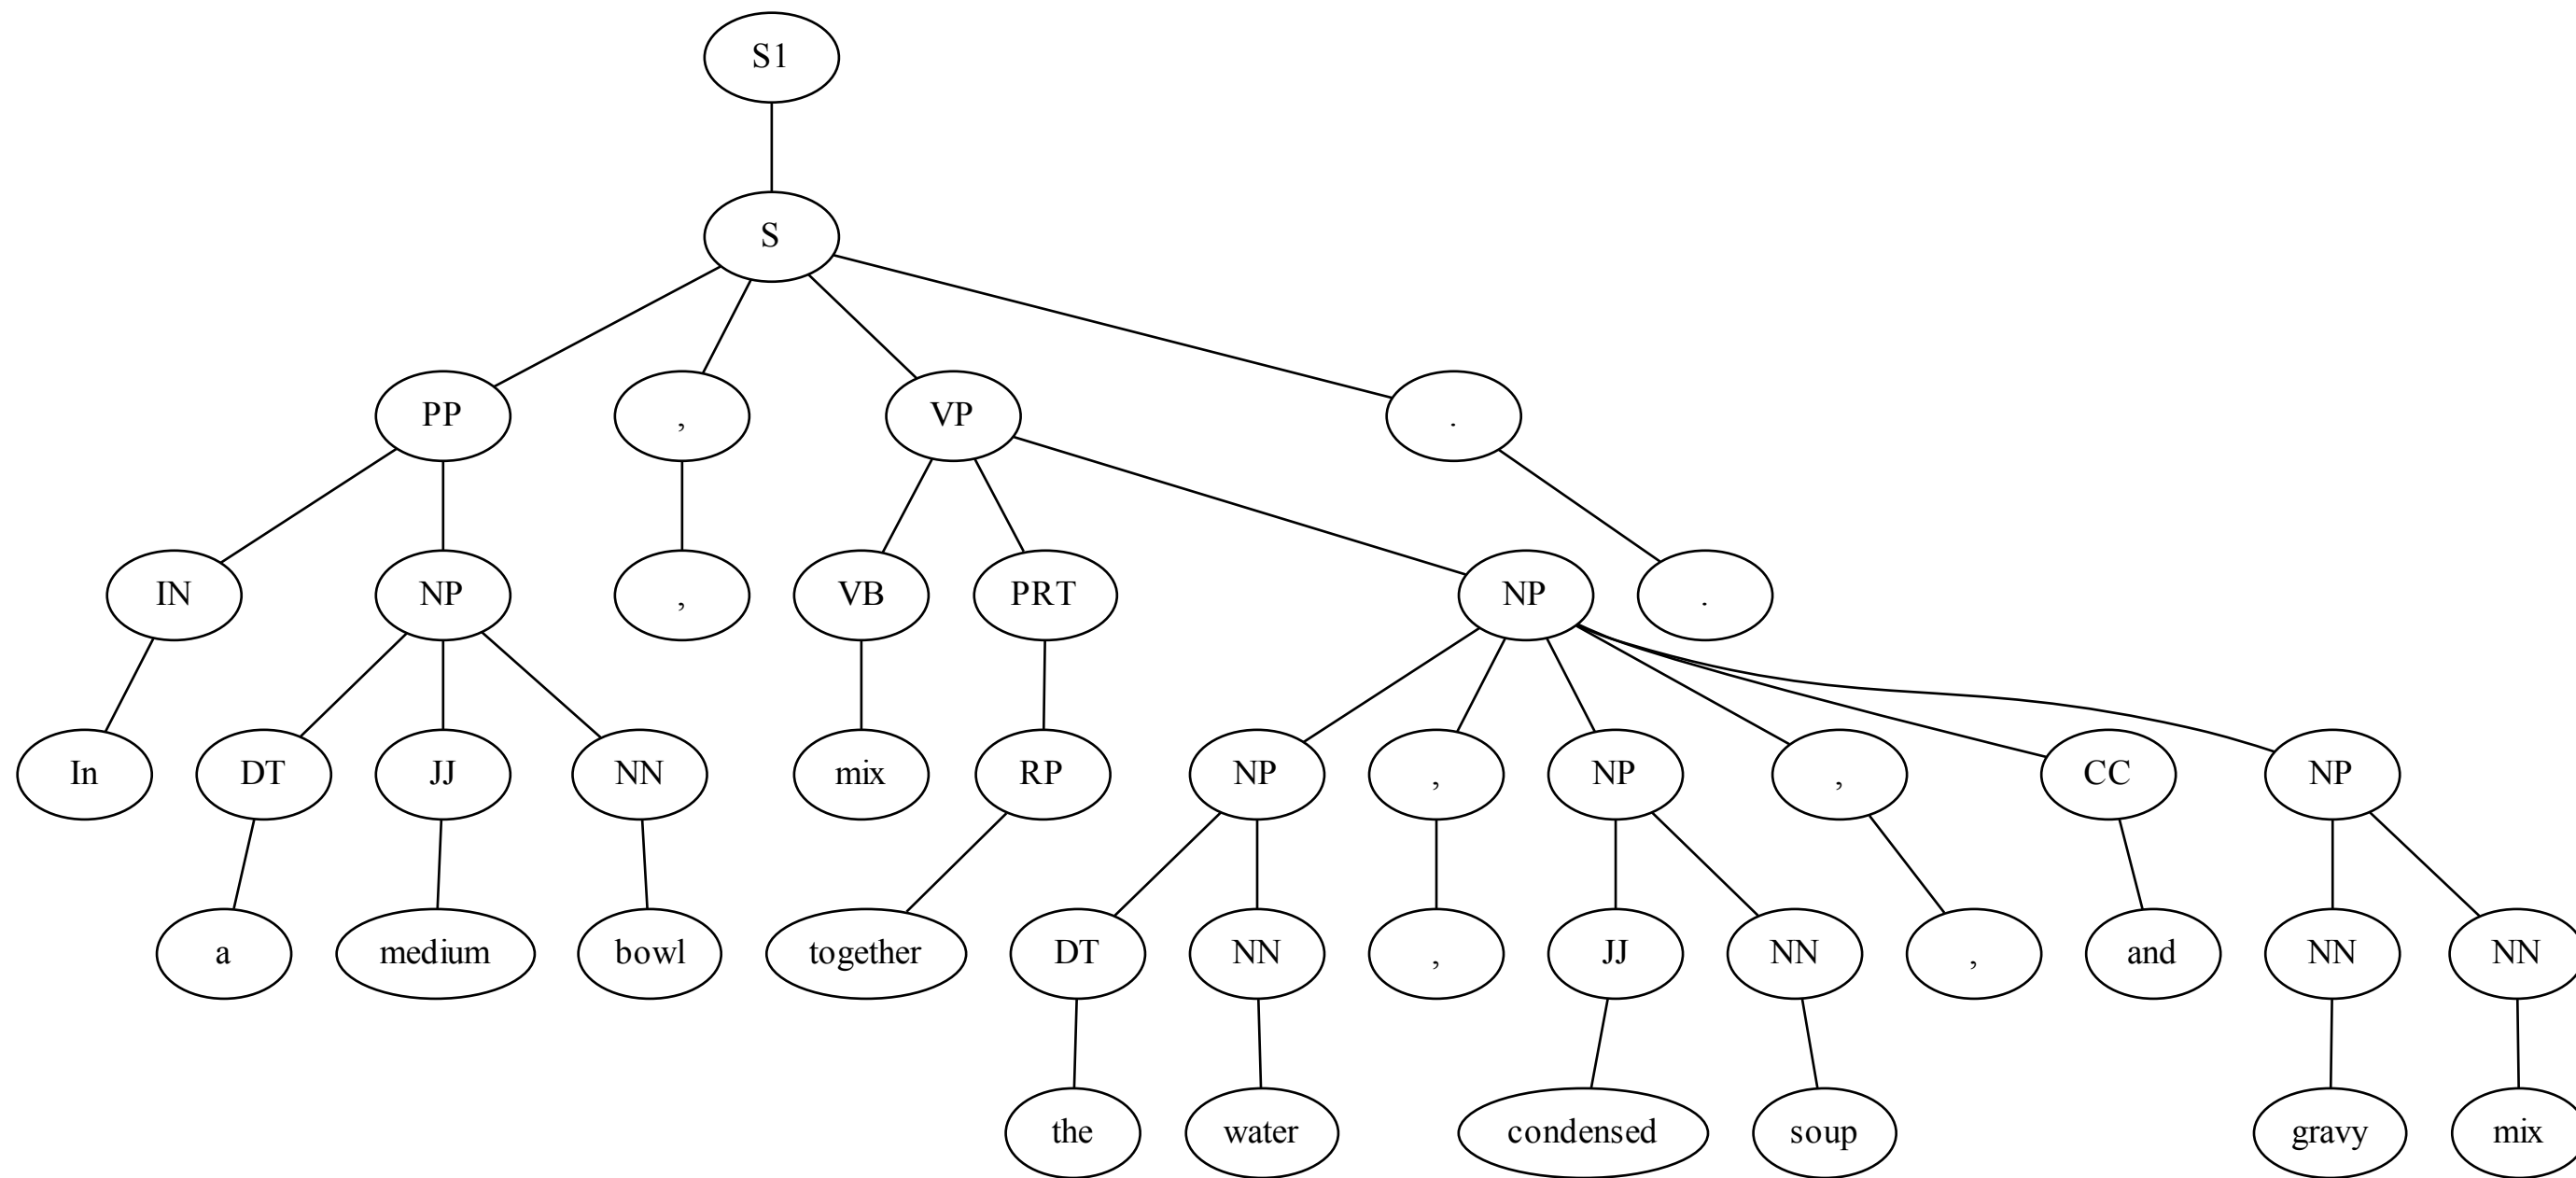 S1
S
PP , VP .
IN NP , VB PRT NP .
In DT JJ NN mix RP NP , NP , CC NP
a medium bowl together DT NN , JJ NN , and NN NN
the water condensed soup gravy mix